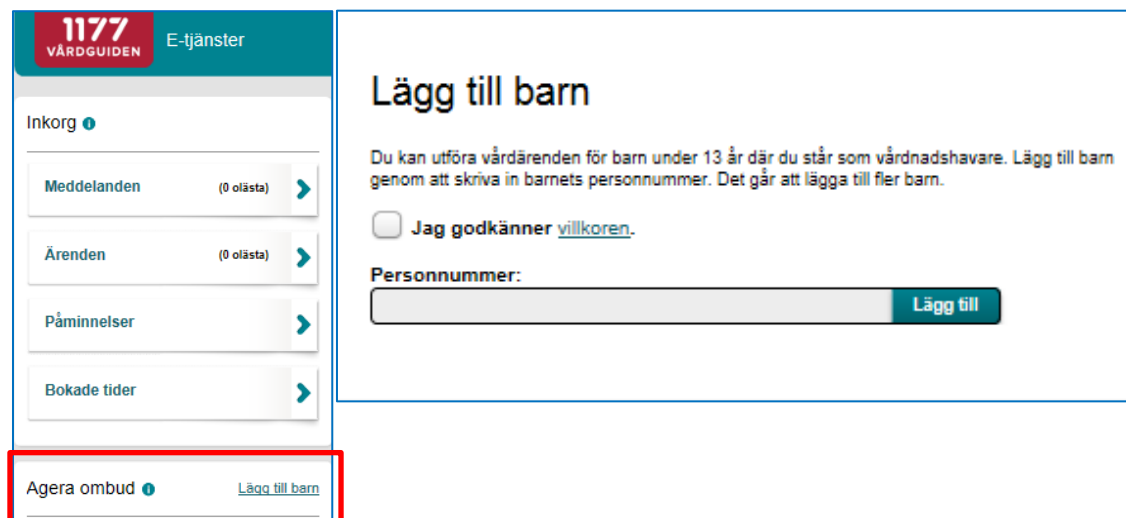 1177
VÅRDGUIDEN
E-tjänster
Inkorg
Meddelanden (0 olästa)
Ärenden (0 olästa)
Påminnelser
Bokade tider
Agera ombud Lägg till barn
Lägg till barn
Du kan utföra vårdärenden för barn under 13 år där du står som vårdnadshavare. Lägg till barn
genom att skriva in barnets personnummer. Det går att lägga till fler barn.
Jag godkänner villkoren.
Personnummer:
Lägg till